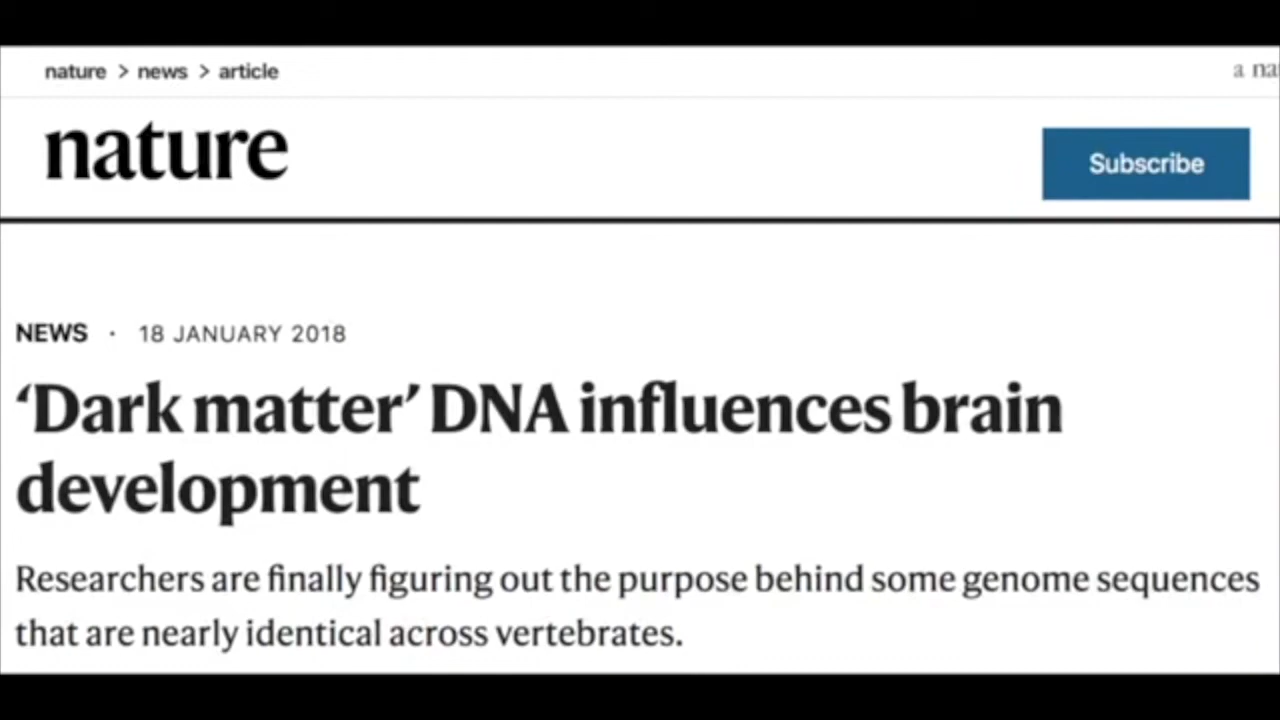 nature > news > article
a na
nature
Subscribe
NEWS · 18 JANUARY 2018
‘Dark matter’ DNA influences brain
development
Researchers are finally figuring out the purpose behind some genome sequences
that are nearly identical across vertebrates.